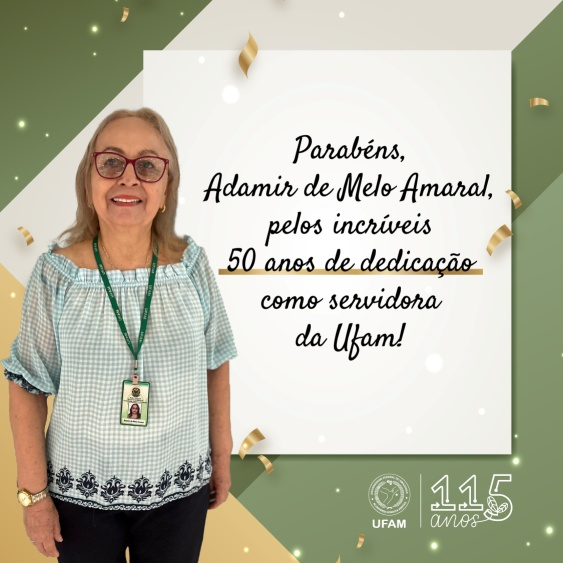 Parabéns,
Adamir de Melo Amaral,
pelos incríveis
50 anos de dedicação
como servidora
da Ufam!
UFAM
115
anos